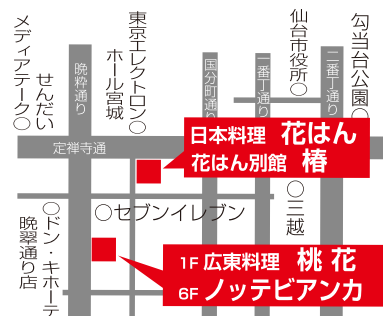 メディアテーク○
せんだい
晩粋通り
東京エレクトロン○
ホール宮城
国分町通り
一番丁通り
仙台市役所○
二番丁通り
勾当台公園○
定禅寺通
日本料理 花はん
花はん別館 椿
○セブンイレブン
○三越
○ドン・キホーテ
晩翠通り店
1F 広東料理 桃花
6F ノッテビアンカ